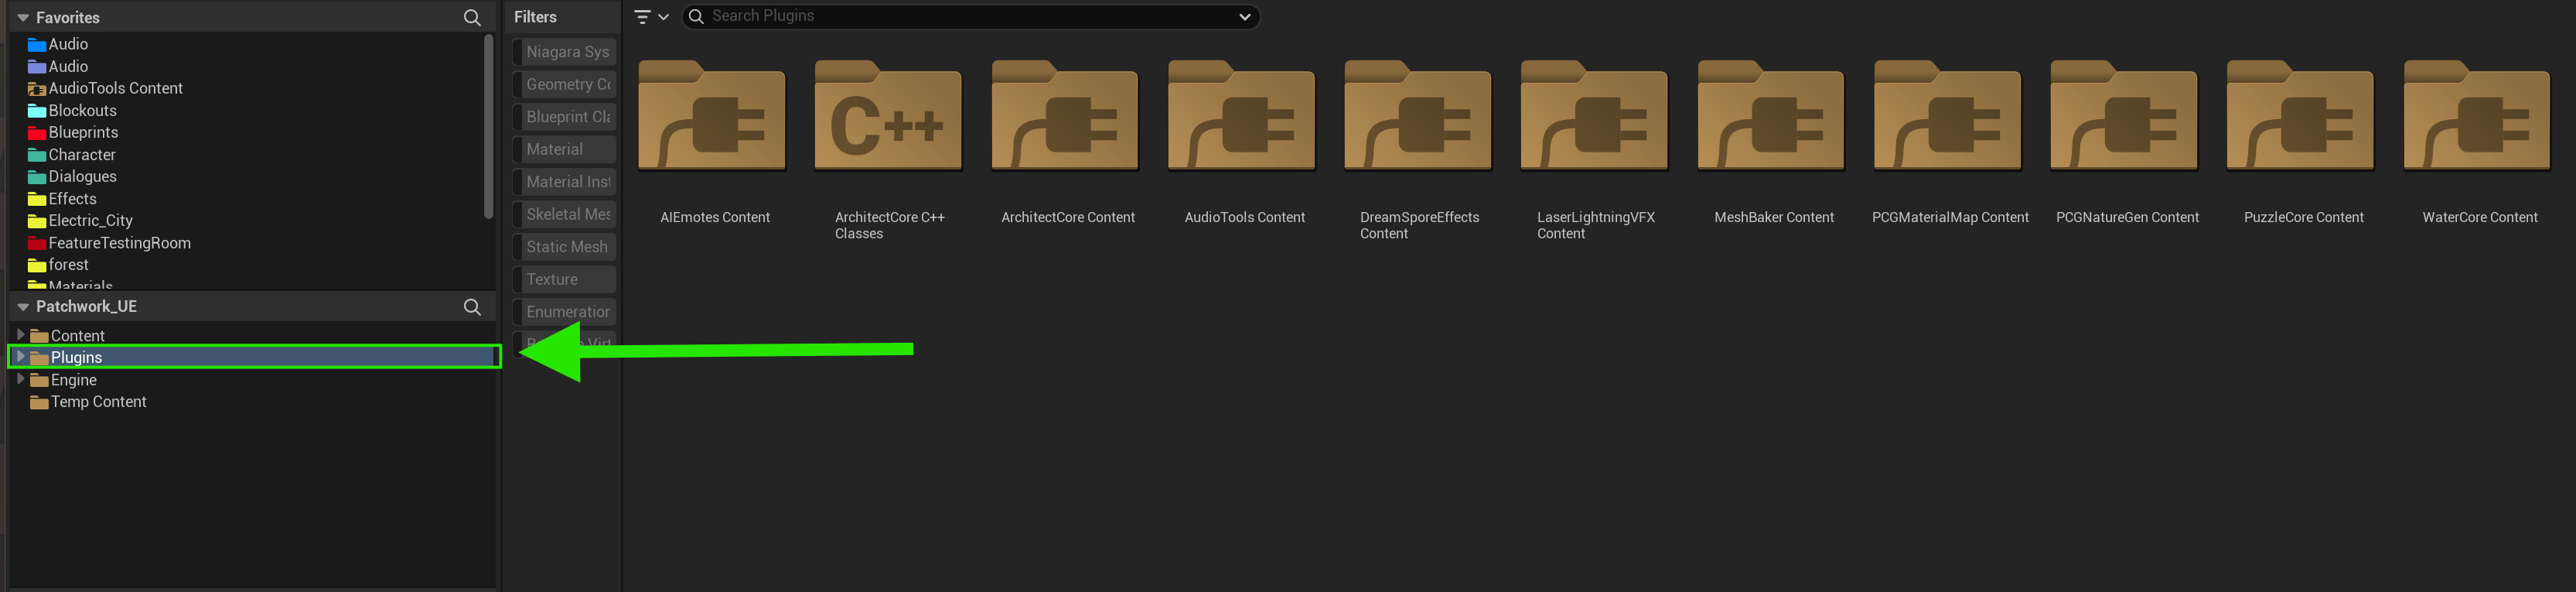 Favorites
Audio
Audio
AudioTools Content
Blockouts
Blueprints
Character
Dialogues
Effects
Electric_City
FeatureTestingRoom
forest
Materials
Patchwork_UE
Content
Plugins
Engine
Temp Content
Filters
Niagara Sys
Geometry Co
Blueprint Cla
Material
Material Inst
Skeletal Mes
Static Mesh
Texture
Enumeration
Search Plugins
C++
AIEmotes Content
ArchitectCore C++
Classes
ArchitectCore Content
AudioTools Content
DreamSporeEffects
Content
LaserLightningVFX
Content
MeshBaker Content
PCGMaterialMap Content
PCGNatureGen Content
PuzzleCore Content
WaterCore Content